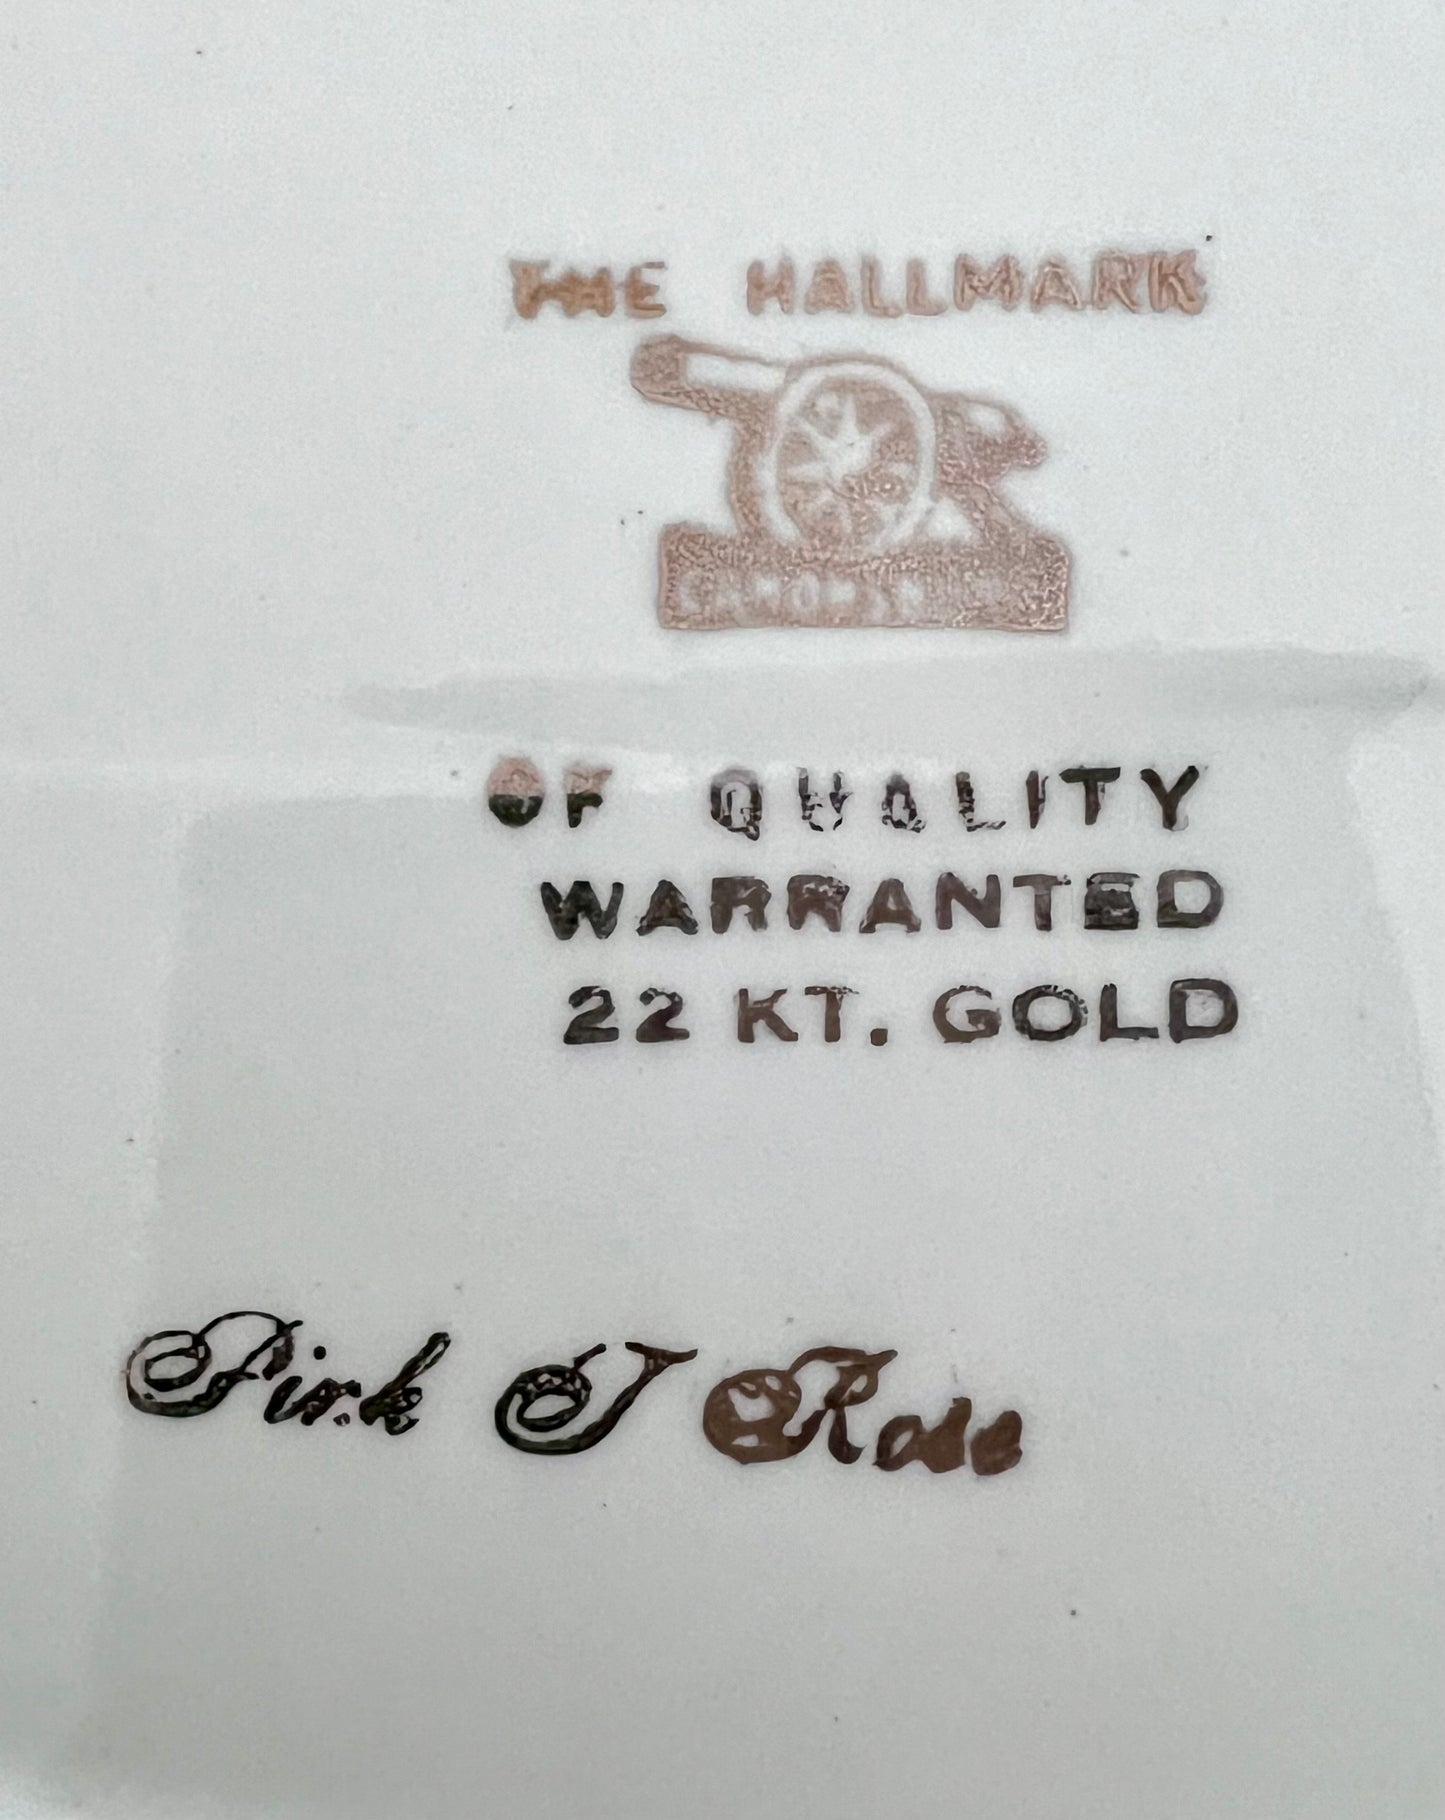 THE HALLMARK
OF QUALITY
WARRANTED
22 KT. GOLD
Pink J Rose